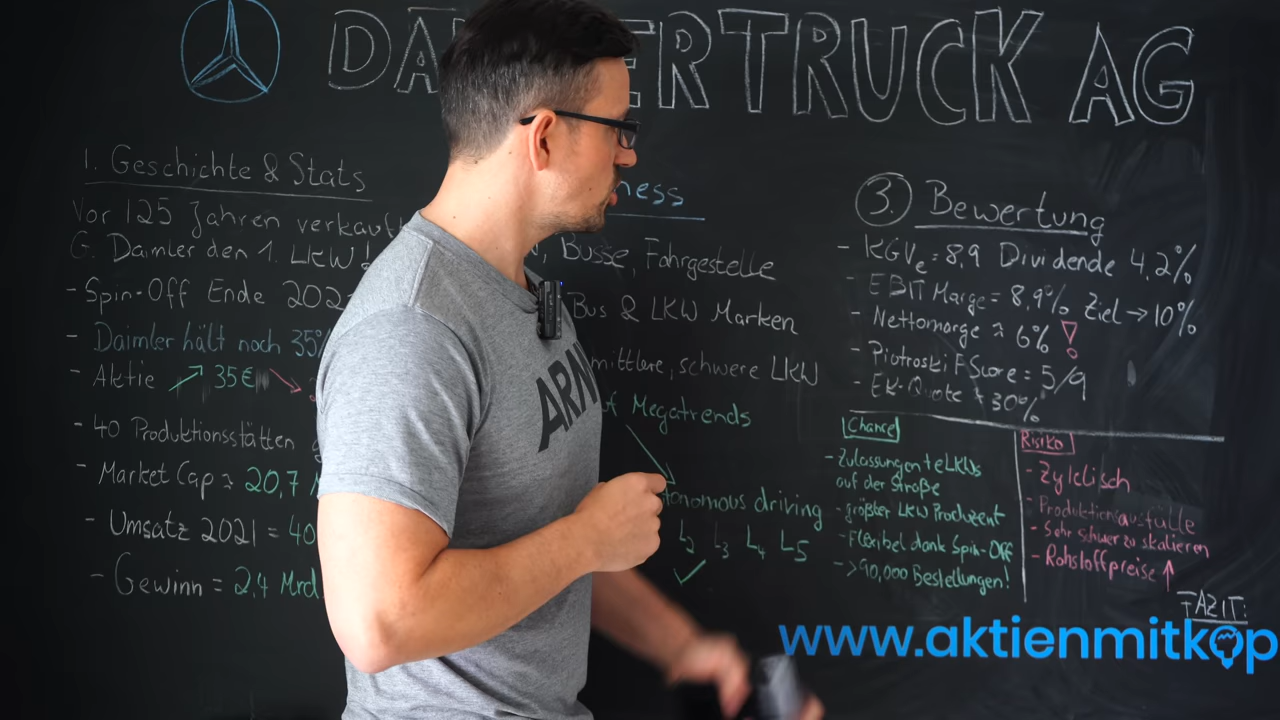 DA ERTRUCK AG
1. Geschichte & Stats
Vor 125 Jahren verkauf
G. Daimler den 1. LKW!
- Spin-Off Ende 202
- Daimler hält noch 35%
- Aktie 35€
- 40 Produktionsstätten
- Market Cap ≈ 20,7
- Umsatz 2021 = 40
- Gewinn = 2,4 Mrd
ness
, Busse, Fahrgestelle
Bus & LKW Marken
mittlere, schwere LKW
Megatrends
tonomous driving
L2 L3 L4 L5
3. Bewertung
- KGVe = 8,9 Dividende 4,2%
- EBIT Marge = 8,9% Ziel → 10%
- Nettomarge ≈ 6% !
- Piotroski F Score = 5/9
- EK-Quote ≈ 30%
Chance
- Zulassungen teLKWs
auf der Straße
- größter LKW Produzent
- Flexibel dank Spin-Off
- >90,000 Bestellungen!
Risiko
- Zyklisch
- Produktionsausfälle
- Sehr schwer zu skalieren
- Rohstoffpreise ↑
FAZIT:
www.aktienmitkop
ARM